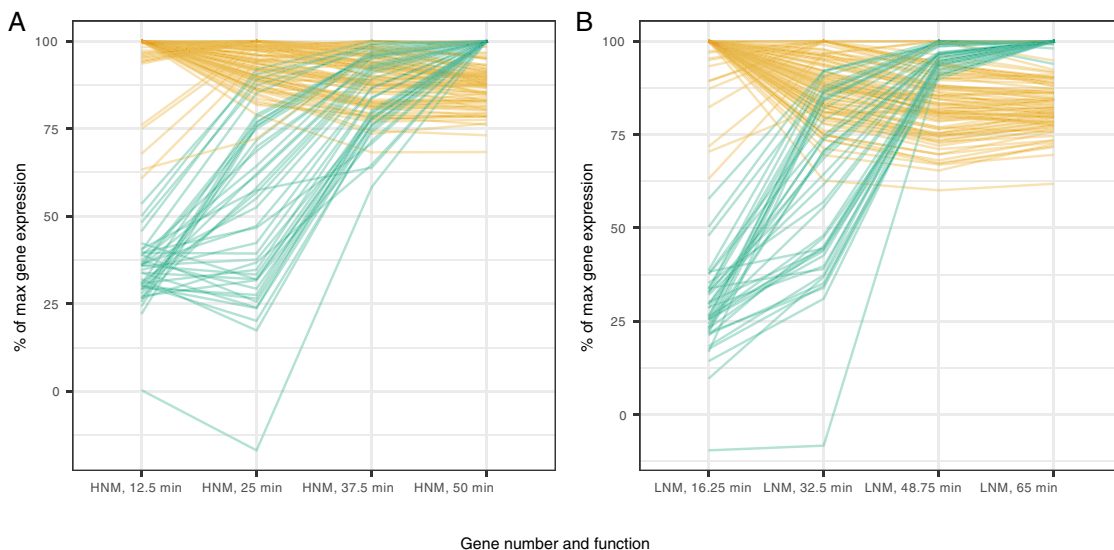 A
% of max gene expression
100
75
50
25
0
HNM, 12.5 min HNM, 25 min HNM, 37.5 min HNM, 50 min
B
% of max gene expression
100
75
50
25
0
LNM, 16.25 min LNM, 32.5 min LNM, 48.75 min LNM, 65 min
Gene number and function